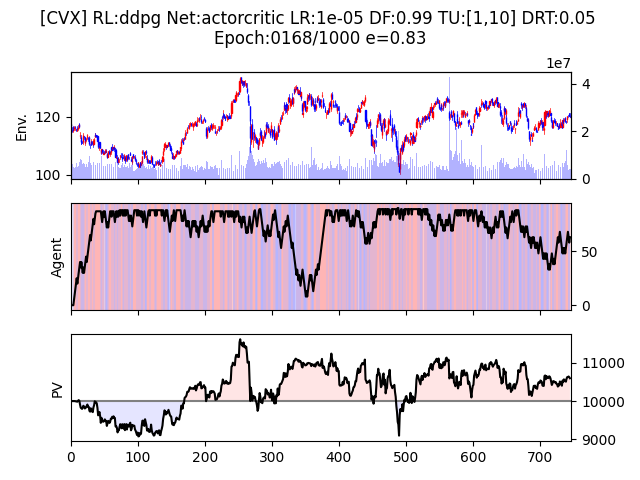 [CVX] RL:ddpg Net:actorcritic LR:1e-05 DF:0.99 TU:[1,10] DRT:0.05
Epoch:0168/1000 e=0.83
1e7
Env.
120
100
4
2
0
Agent
50
0
PV
11000
10000
9000
0 100 200 300 400 500 600 700